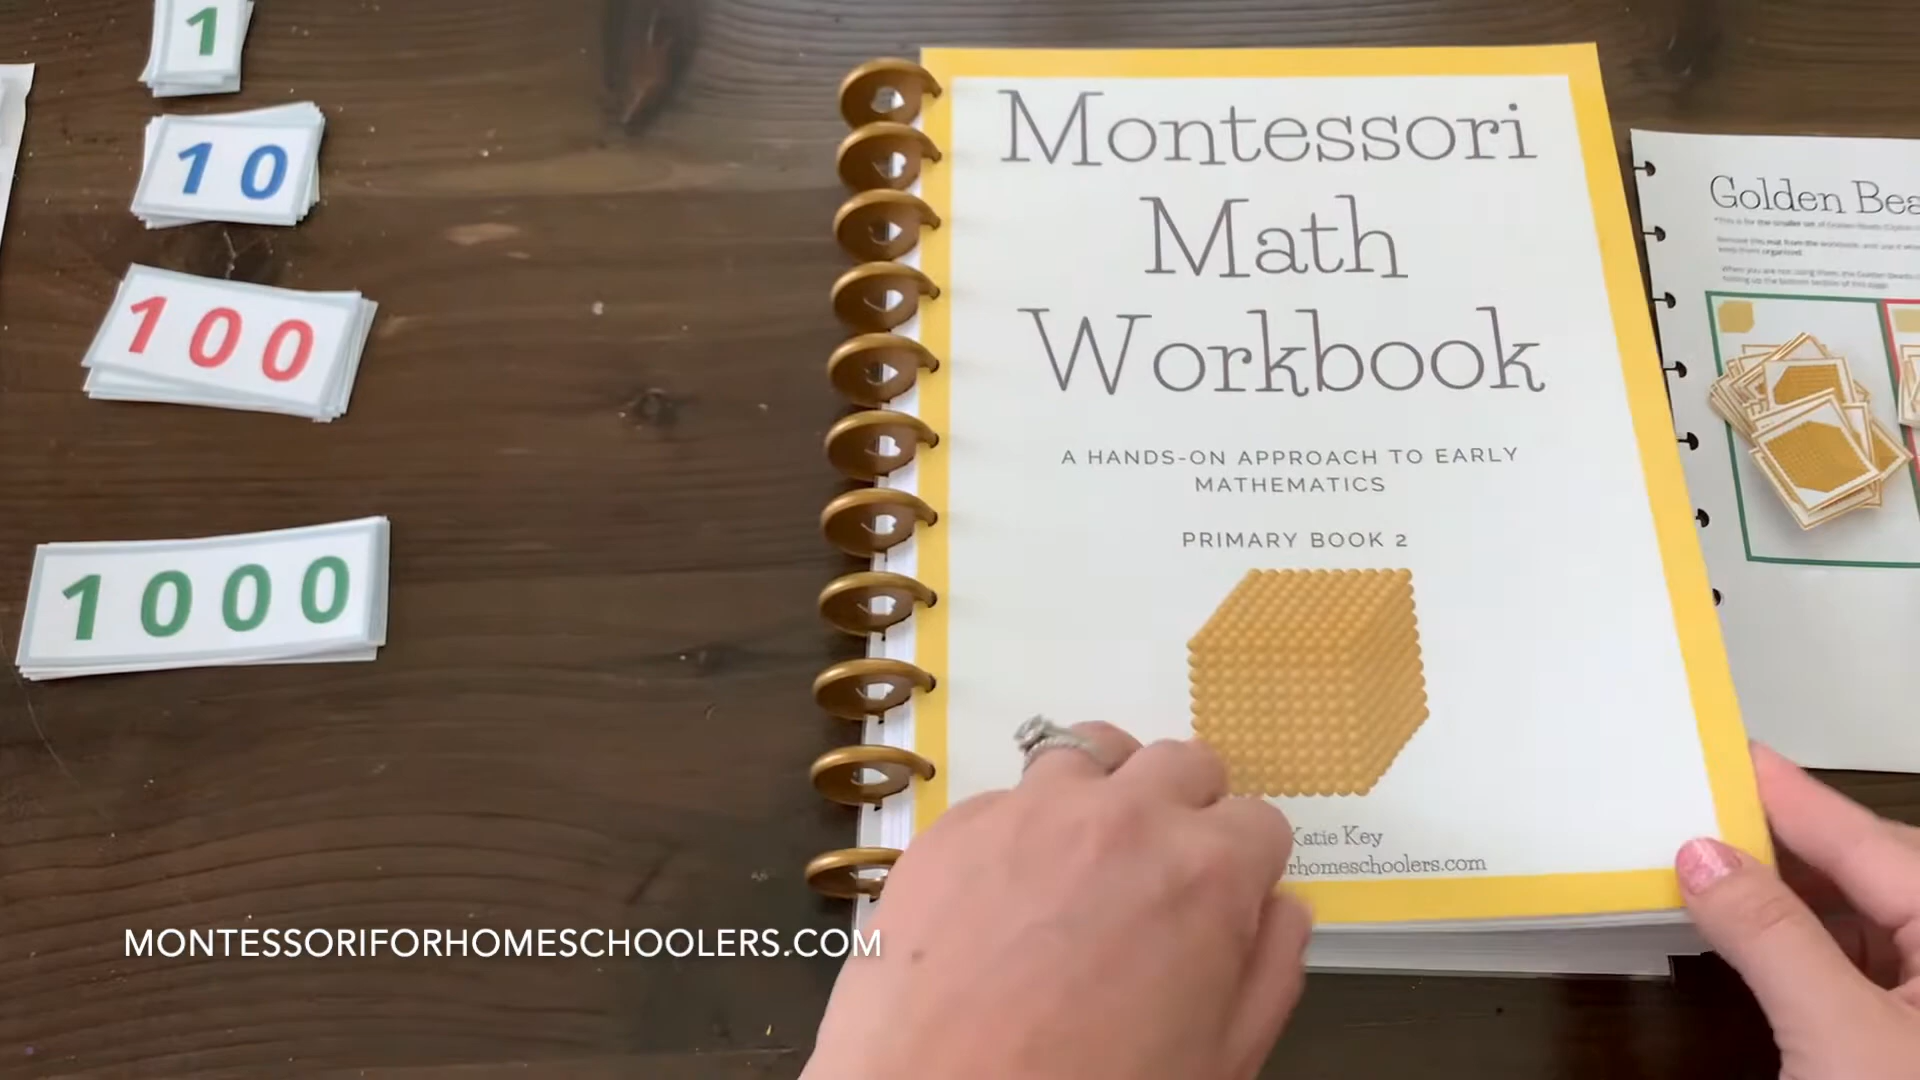 1
10
100
1000
Montessori
Math
Workbook
A HANDS-ON APPROACH TO EARLY
MATHEMATICS
PRIMARY BOOK 2
Katie Key
rhomeschoolers.com
Golden Bea
MONTESSORIFORHOMESCHOOLERS.COM